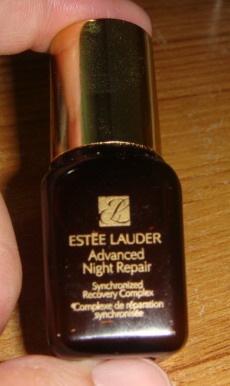 ESTĒE LAUDER
Advanced
Night Repair
Synchronized
Recovery Complex
*Complexe de réparation
synchronisée